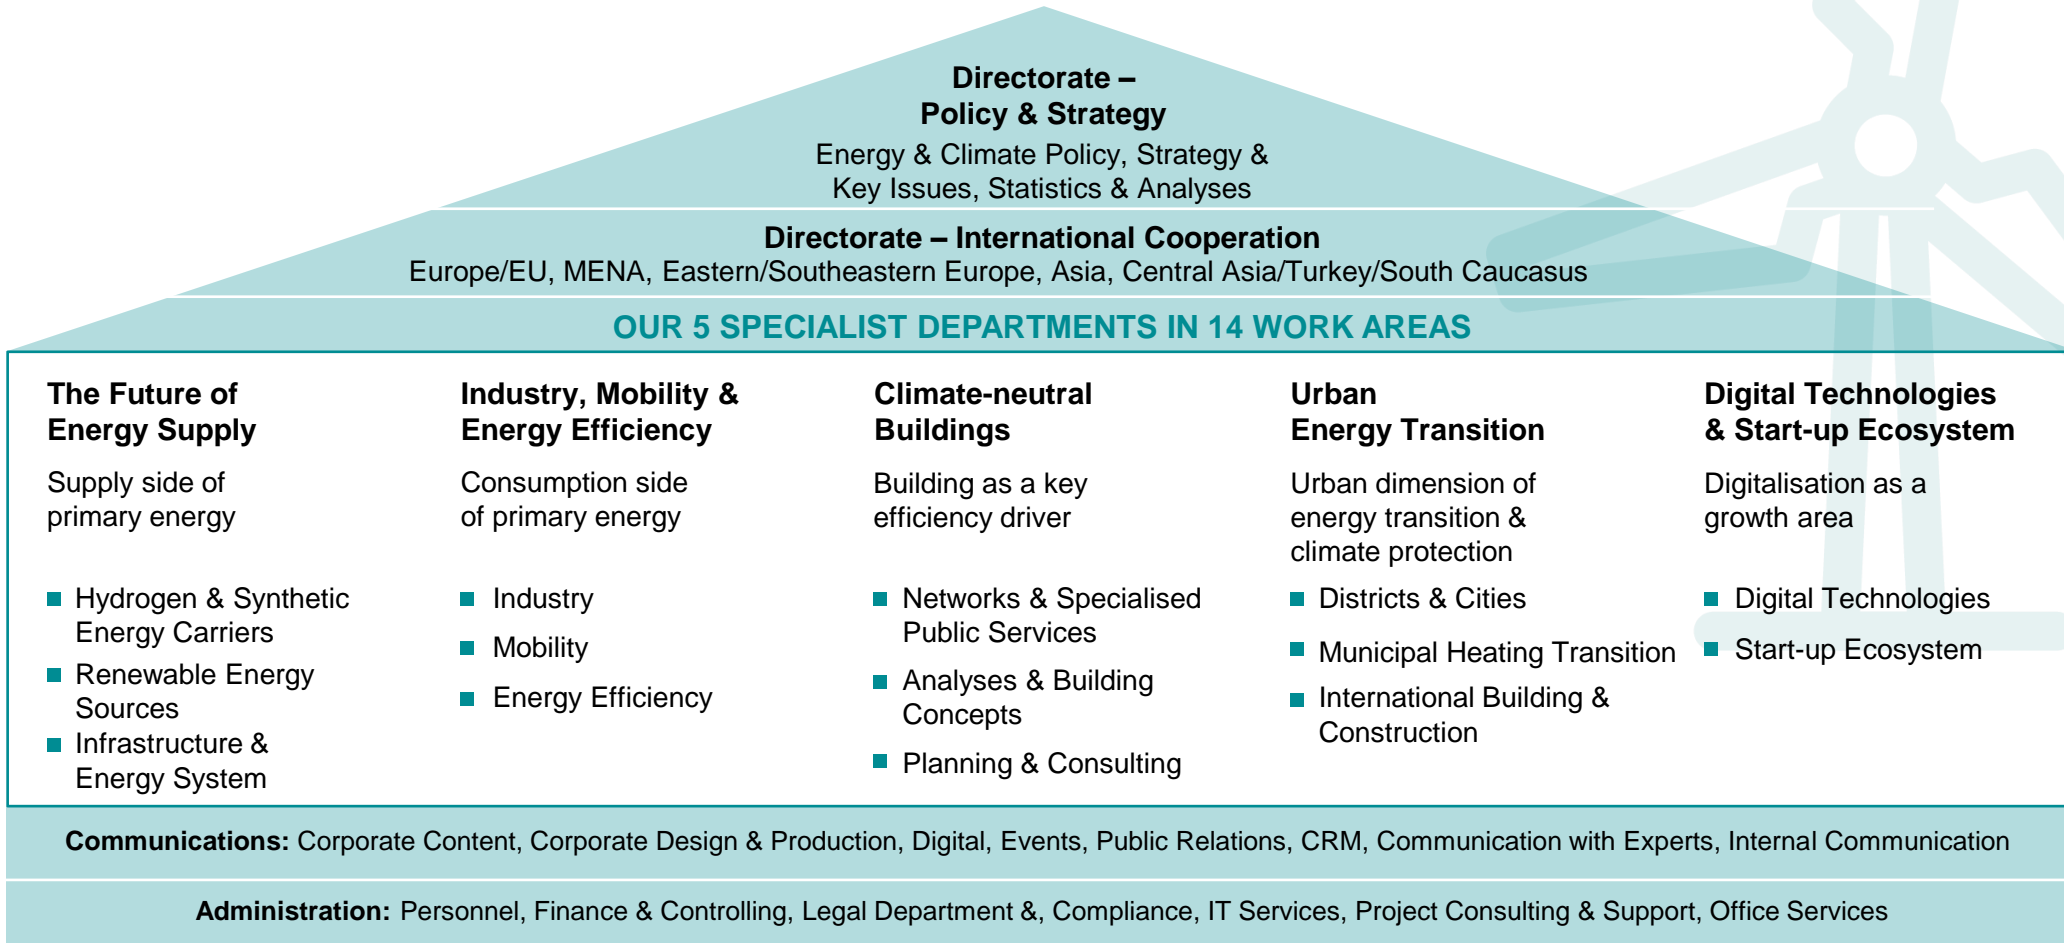 Directorate –
Policy & Strategy
Energy & Climate Policy, Strategy &
Key Issues, Statistics & Analyses
Directorate – International Cooperation
Europe/EU, MENA, Eastern/Southeastern Europe, Asia, Central Asia/Turkey/South Caucasus
OUR 5 SPECIALIST DEPARTMENTS IN 14 WORK AREAS
The Future of
Energy Supply
Supply side of
primary energy
Hydrogen & Synthetic
Energy Carriers
Renewable Energy
Sources
Infrastructure &
Energy System
Industry, Mobility &
Energy Efficiency
Consumption side
of primary energy
Industry
Mobility
Energy Efficiency
Climate-neutral
Buildings
Building as a key
efficiency driver
Networks & Specialised
Public Services
Analyses & Building
Concepts
Planning & Consulting
Urban
Energy Transition
Urban dimension of
energy transition &
climate protection
Districts & Cities
Municipal Heating Transition
International Building &
Construction
Digital Technologies
& Start-up Ecosystem
Digitalisation as a
growth area
Digital Technologies
Start-up Ecosystem
Communications: Corporate Content, Corporate Design & Production, Digital, Events, Public Relations, CRM, Communication with Experts, Internal Communication
Administration: Personnel, Finance & Controlling, Legal Department &, Compliance, IT Services, Project Consulting & Support, Office Services